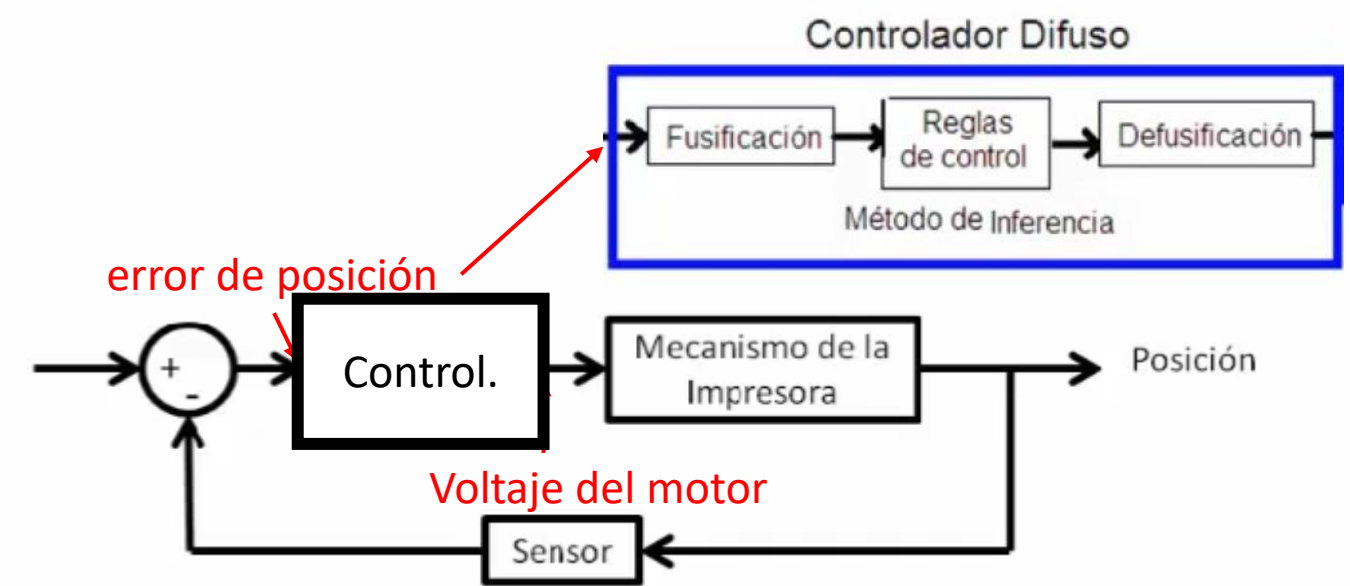 Controlador Difuso
Fusificación
Reglas
de control
Defusificación
Método de Inferencia
error de posición
+
-
Control.
Mecanismo de la
Impresora
Posición
Voltaje del motor
Sensor